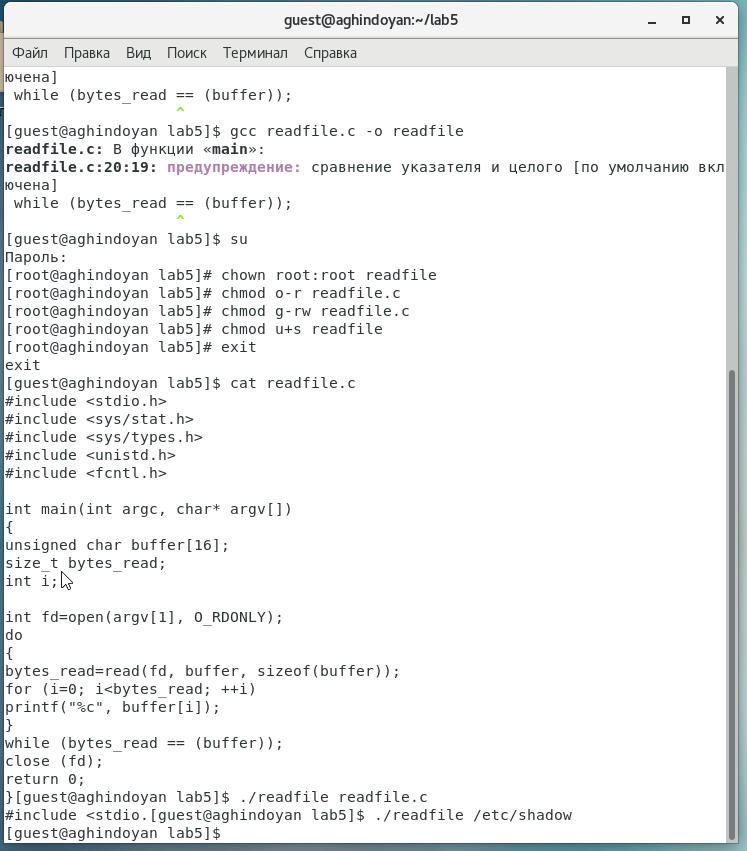 guest@aghindoyan:~/lab5
Файл Правка Вид Поиск Терминал Справка
ючена]
 while (bytes_read == (buffer));
                   ^
[guest@aghindoyan lab5]$ gcc readfile.c -o readfile
readfile.c: В функции «main»:
readfile.c:20:19: предупреждение: сравнение указателя и целого [по умолчанию вкл
ючена]
 while (bytes_read == (buffer));
                   ^
[guest@aghindoyan lab5]$ su
Пароль:
[root@aghindoyan lab5]# chown root:root readfile
[root@aghindoyan lab5]# chmod o-r readfile.c
[root@aghindoyan lab5]# chmod g-rw readfile.c
[root@aghindoyan lab5]# chmod u+s readfile
[root@aghindoyan lab5]# exit
exit
[guest@aghindoyan lab5]$ cat readfile.c
#include <stdio.h>
#include <sys/stat.h>
#include <sys/types.h>
#include <unistd.h>
#include <fcntl.h>

int main(int argc, char* argv[])
{
unsigned char buffer[16];
size_t bytes_read;
int i;

int fd=open(argv[1], O_RDONLY);
do
{
bytes_read=read(fd, buffer, sizeof(buffer));
for (i=0; i<bytes_read; ++i)
printf("%c", buffer[i]);
}
while (bytes_read == (buffer));
close (fd);
return 0;
}[guest@aghindoyan lab5]$ ./readfile readfile.c
#include <stdio.[guest@aghindoyan lab5]$ ./readfile /etc/shadow
[guest@aghindoyan lab5]$